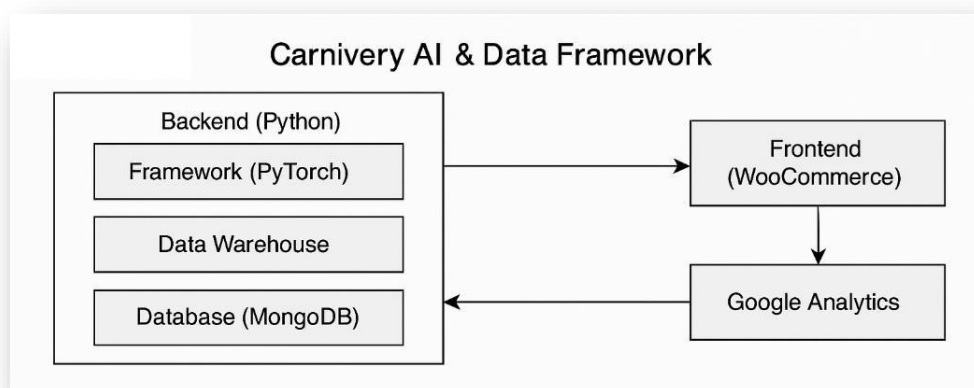 Carnivery AI & Data Framework
Backend (Python)
Framework (PyTorch)
Data Warehouse
Database (MongoDB)
Frontend
(WooCommerce)
Google Analytics